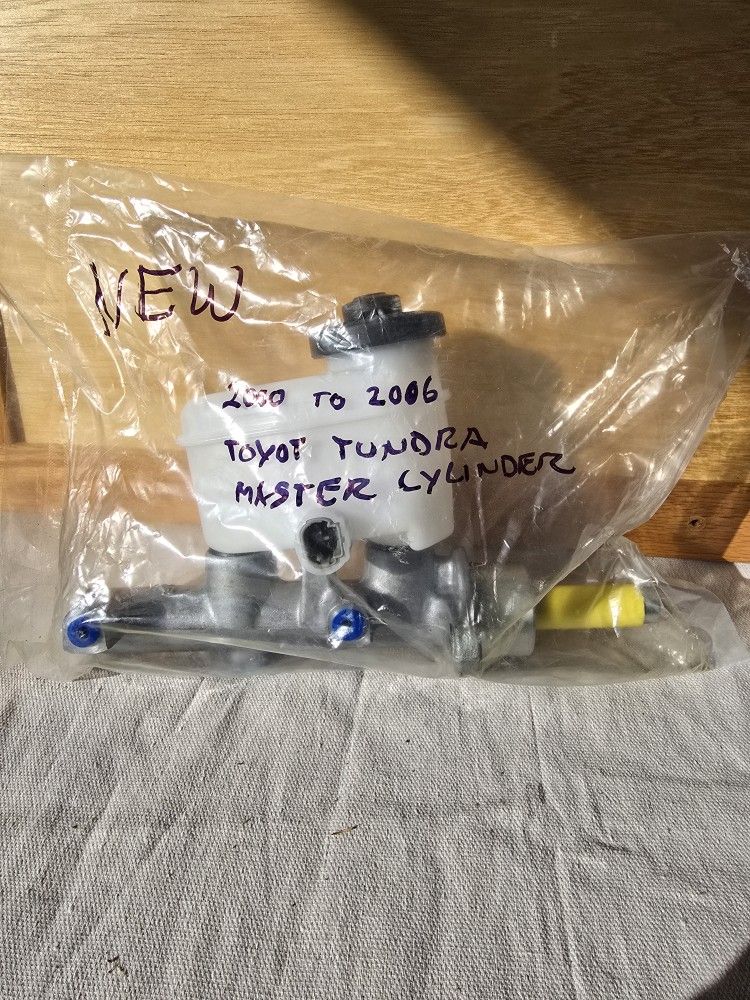 NEW
2000 TO 2006
TOYOT TUNDRA
MASTER CYLINDER